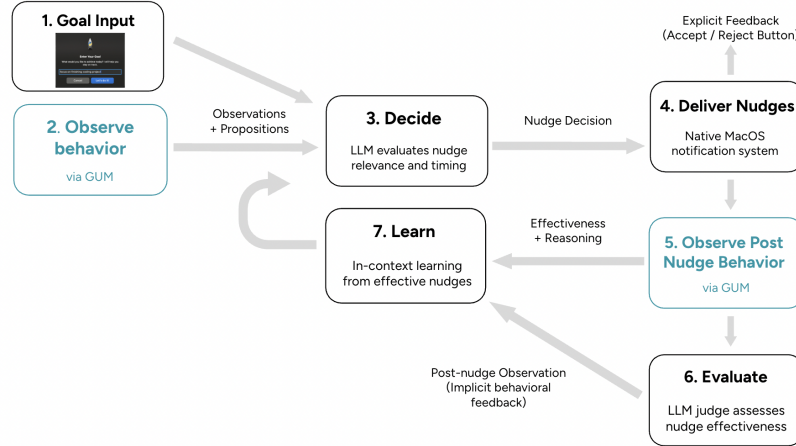 1. Goal Input
Enter Your Goal
2. Observe
behavior
via GUM
Observations
+ Propositions
3. Decide
LLM evaluates nudge
relevance and timing
Nudge Decision
Explicit Feedback
(Accept / Reject Button)
4. Deliver Nudges
Native MacOS
notification system
5. Observe Post
Nudge Behavior
via GUM
Effectiveness
+ Reasoning
7. Learn
In-context learning
from effective nudges
Post-nudge Observation
(Implicit behavioral
feedback)
6. Evaluate
LLM judge assesses
nudge effectiveness